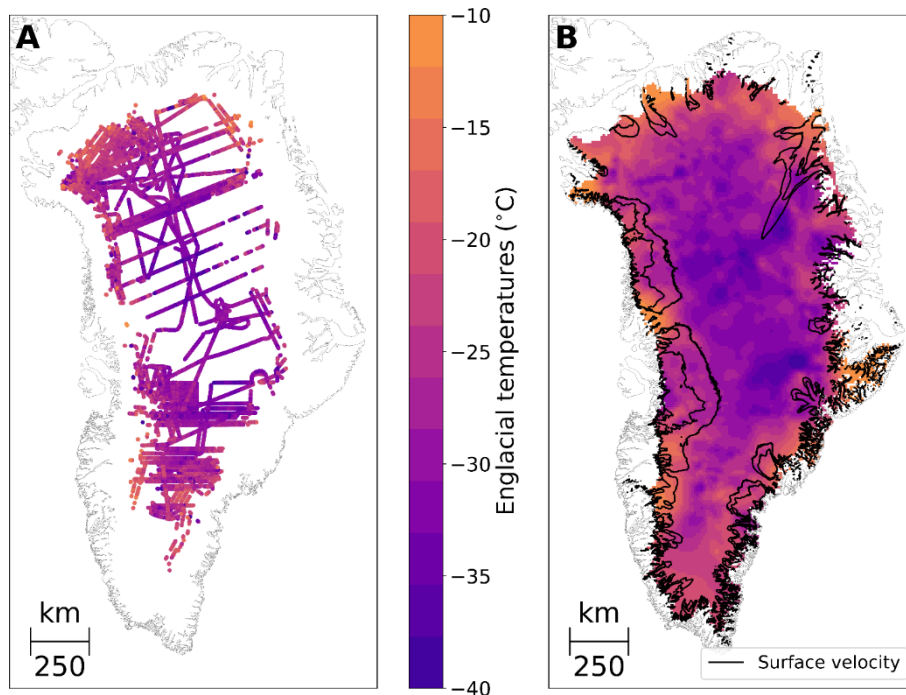 A
km
250
−10
−15
−20
−25
−30
−35
−40
Englacial temperatures (°C)
B
km
250
Surface velocity